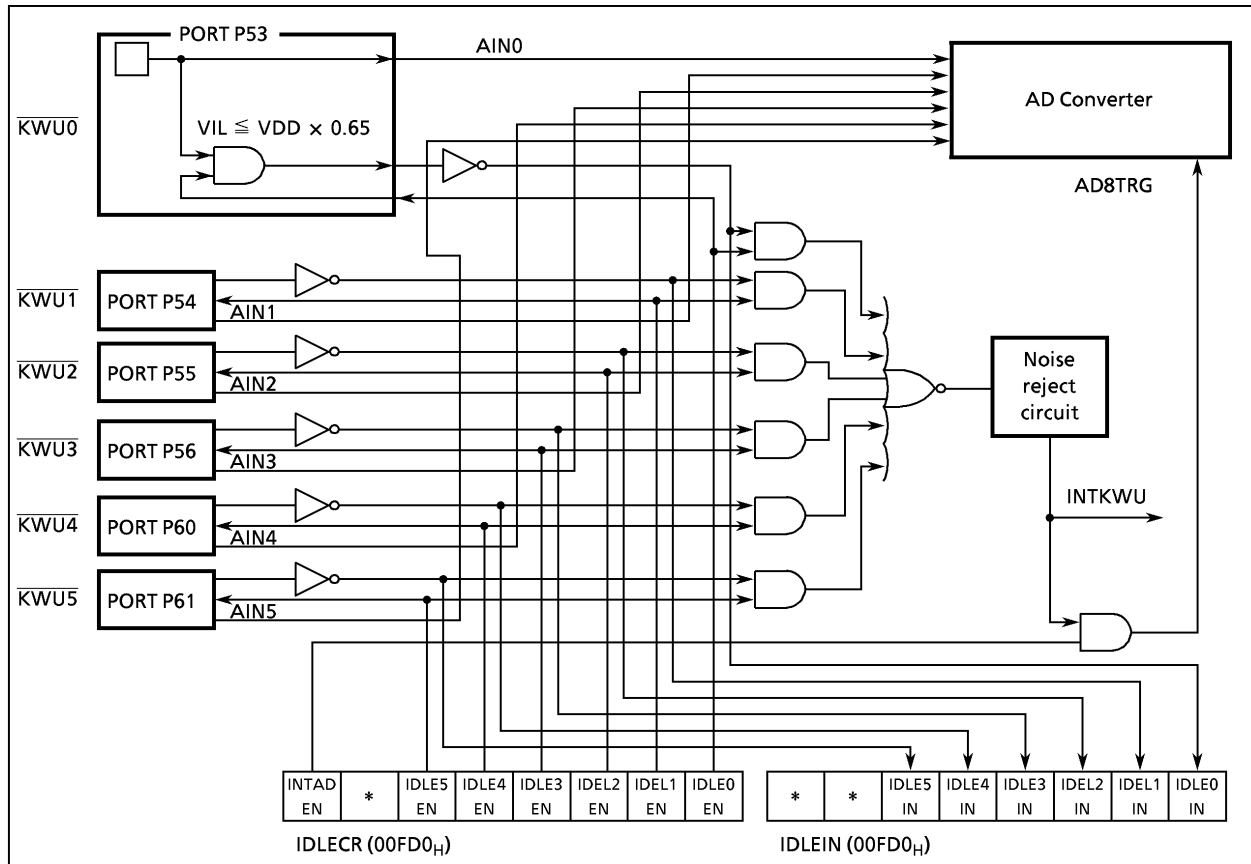 PORT P53
AIN0
AD Converter
KWU0
VIL ≦ VDD × 0.65
AD8TRG
KWU1
PORT P54
AIN1
KWU2
PORT P55
AIN2
Noise
reject
circuit
KWU3
PORT P56
AIN3
INTKWU
KWU4
PORT P60
AIN4
KWU5
PORT P61
AIN5
INTAD EN
*
IDLE5 EN
IDLE4 EN
IDLE3 EN
IDEL2 EN
IDEL1 EN
IDLE0 EN
*
*
IDLE5 IN
IDLE4 IN
IDLE3 IN
IDEL2 IN
IDEL1 IN
IDLE0 IN
IDLECR (00FD0H)
IDLEIN (00FD0H)